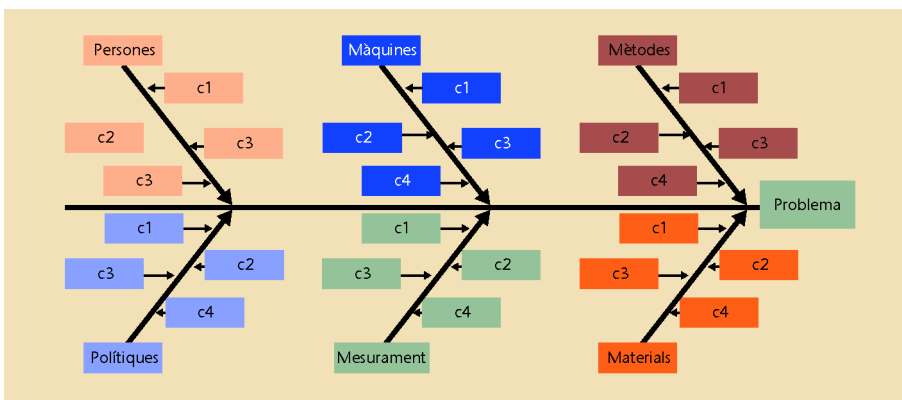 Persones
Màquines
Mètodes
c1
c1
c1
c2
c3
c2
c3
c2
c3
c3
c4
c4
Problema
c1
c1
c1
c3
c2
c3
c2
c3
c2
c4
c4
c4
Polítiques
Mesurament
Materials